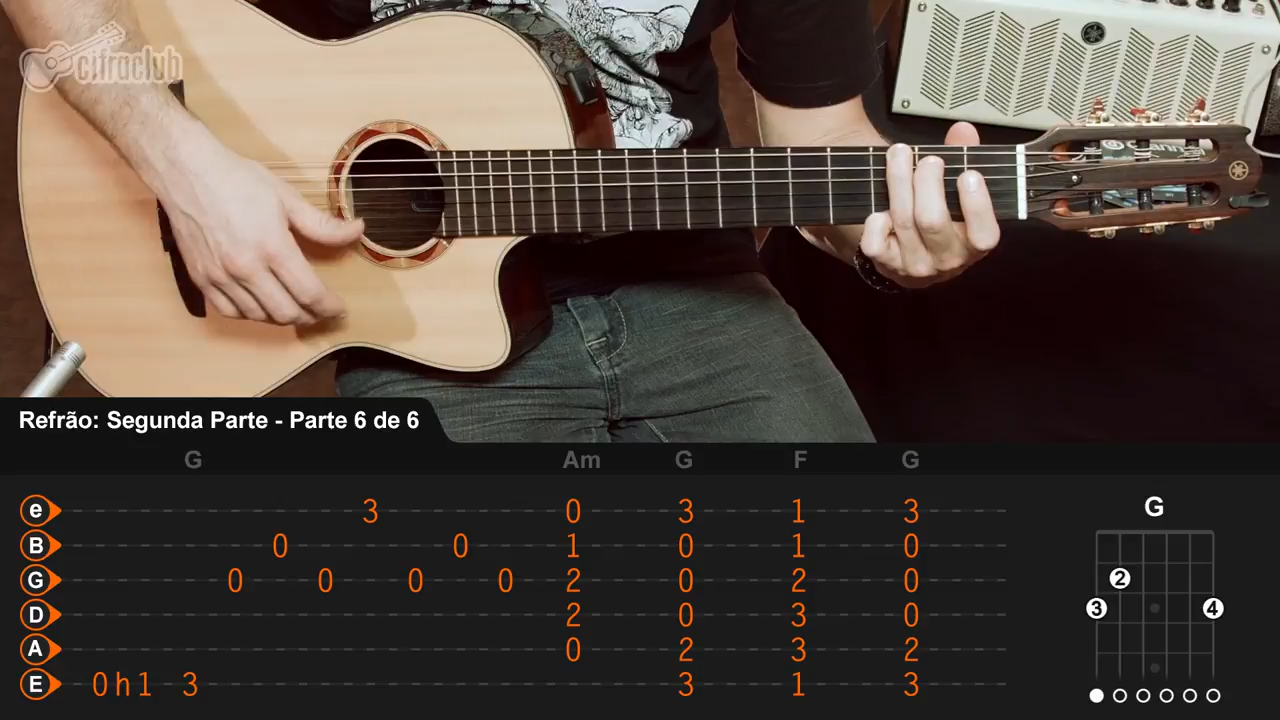 cifraclub
Refrão: Segunda Parte - Parte 6 de 6
G Am G F G
e 3 0 3 1 3
B 0 0 1 0 1 0
G 0 0 0 0 2 0 2 0
D 2 0 3 0
A 0 2 3 2
E 0h1 3 3 1 3
G
2
3 4